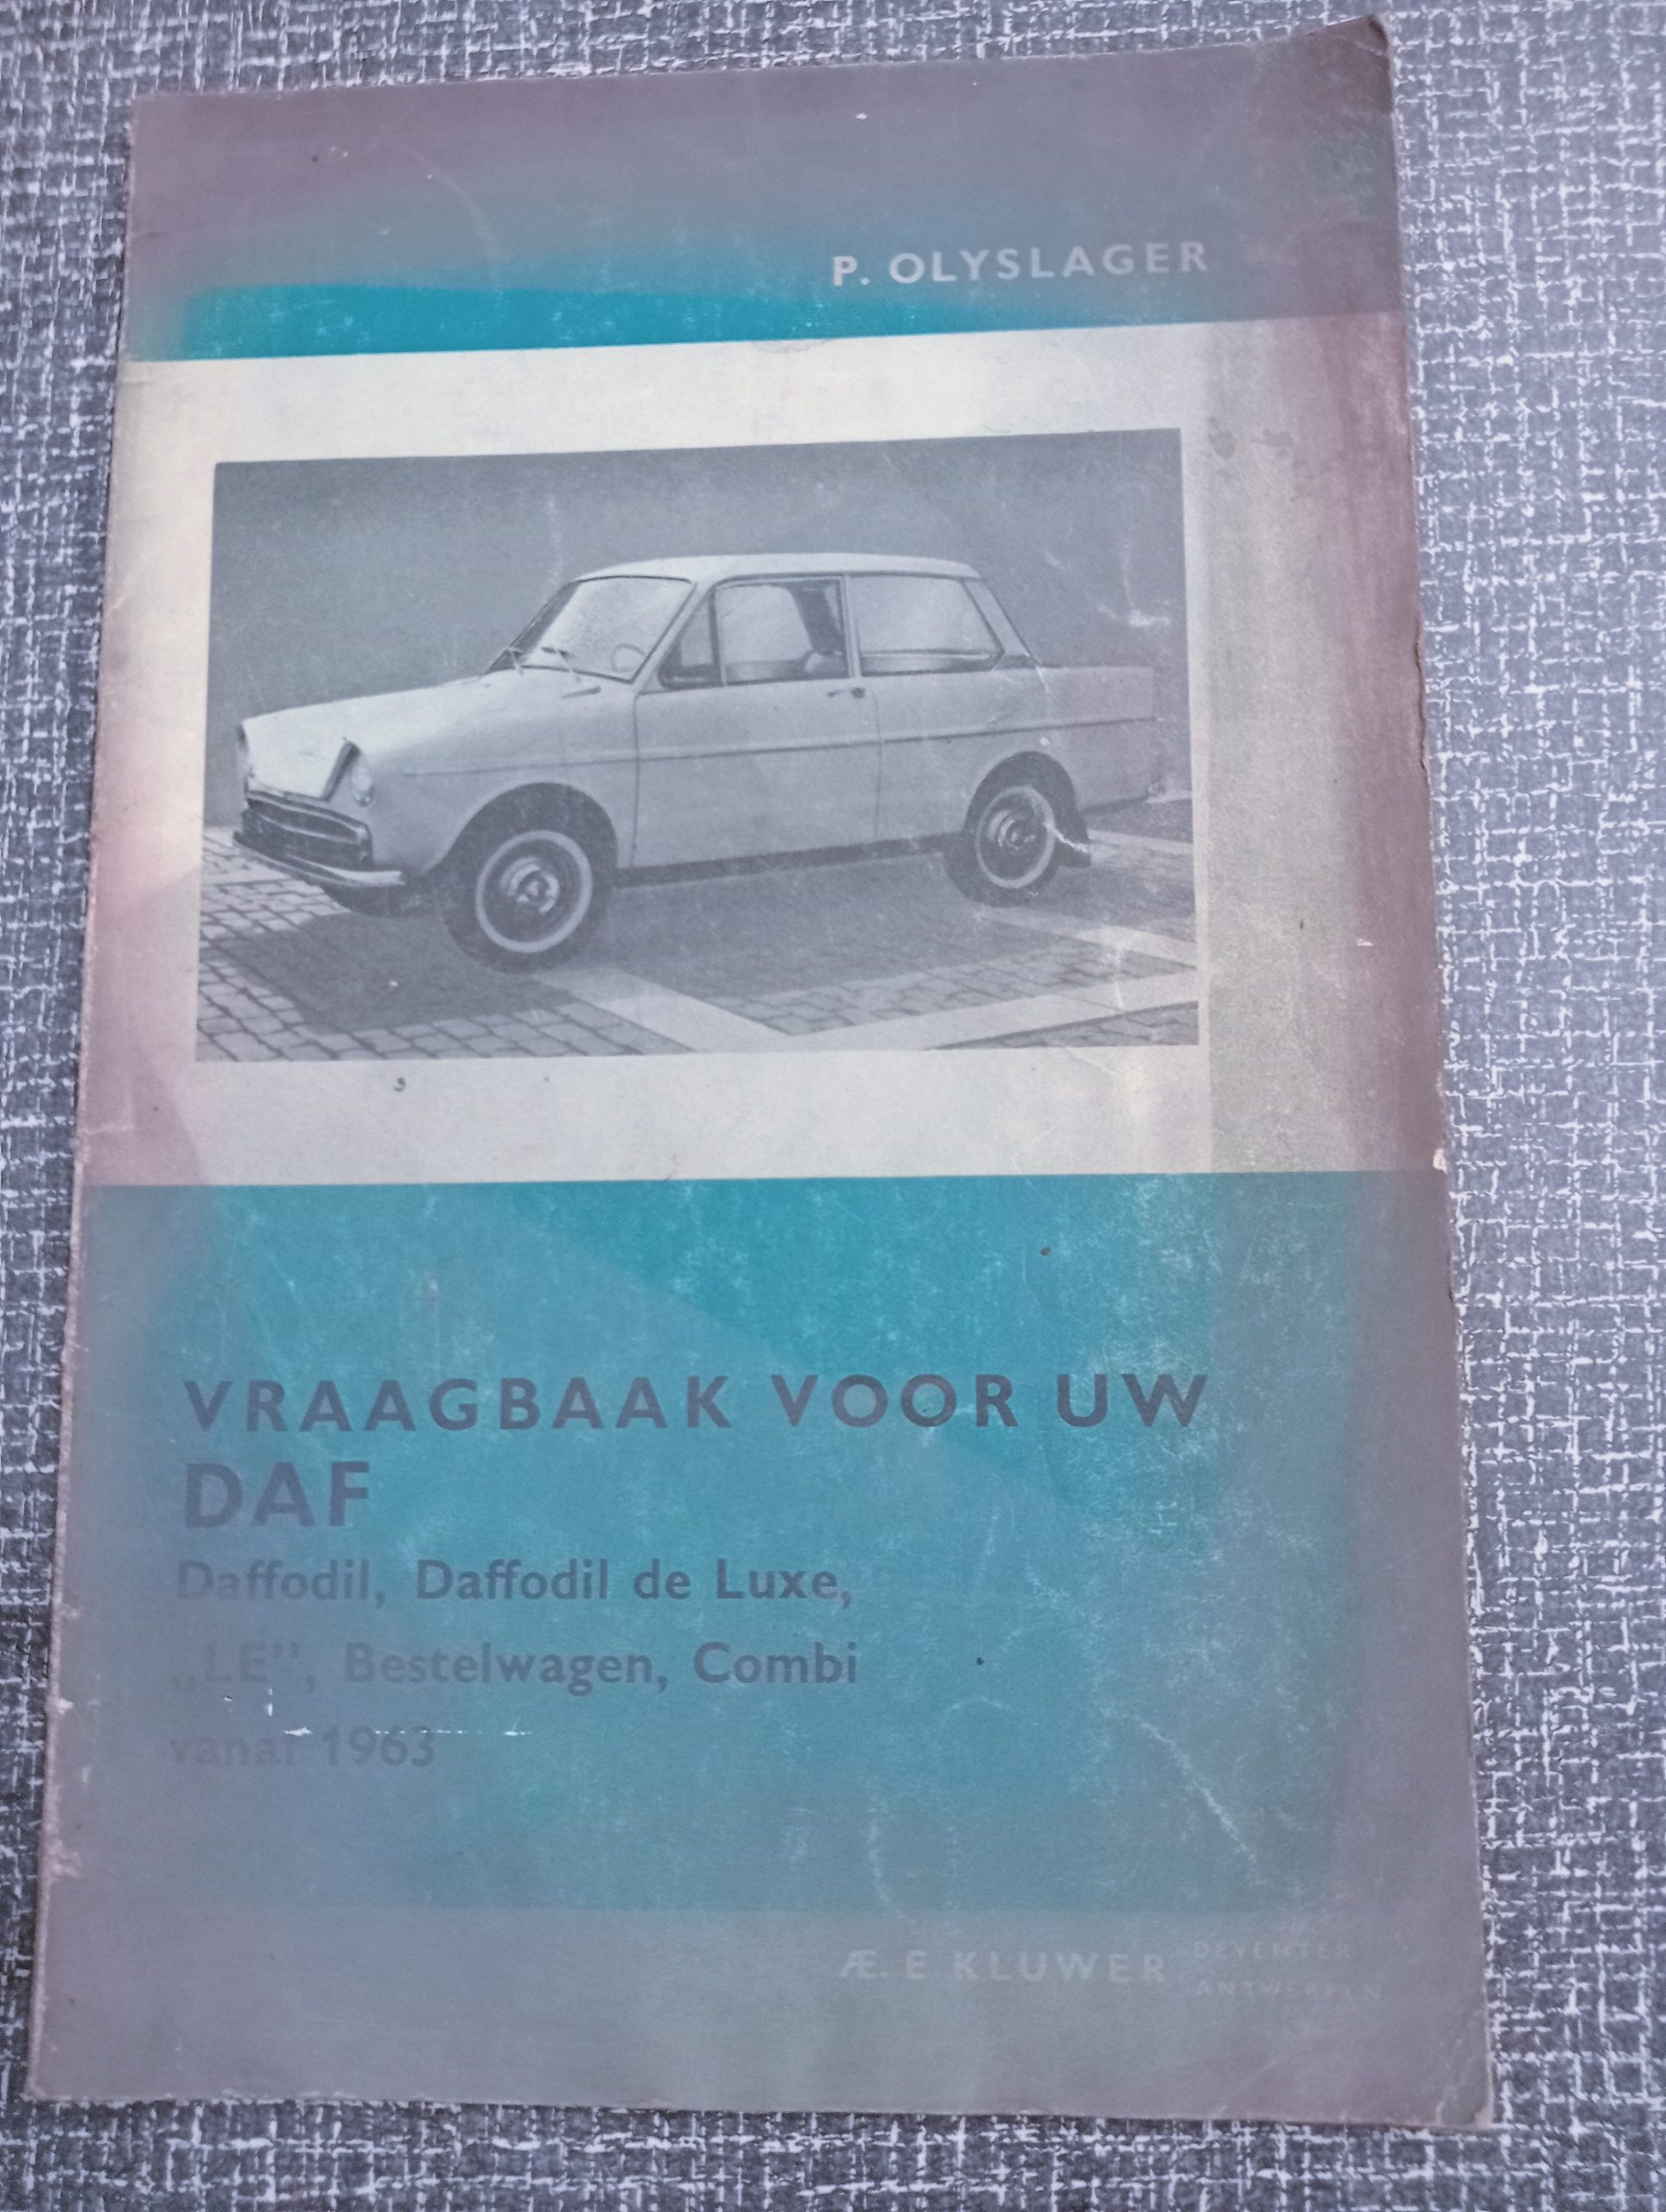 P. OLYSLAGER
VRAAGBAAK VOOR UW
DAF
Daffodil, Daffodil de Luxe,
„LE”, Bestelwagen, Combi
vanaf 1963
Æ. E. KLUWER DEVENTER
ANTWERPEN